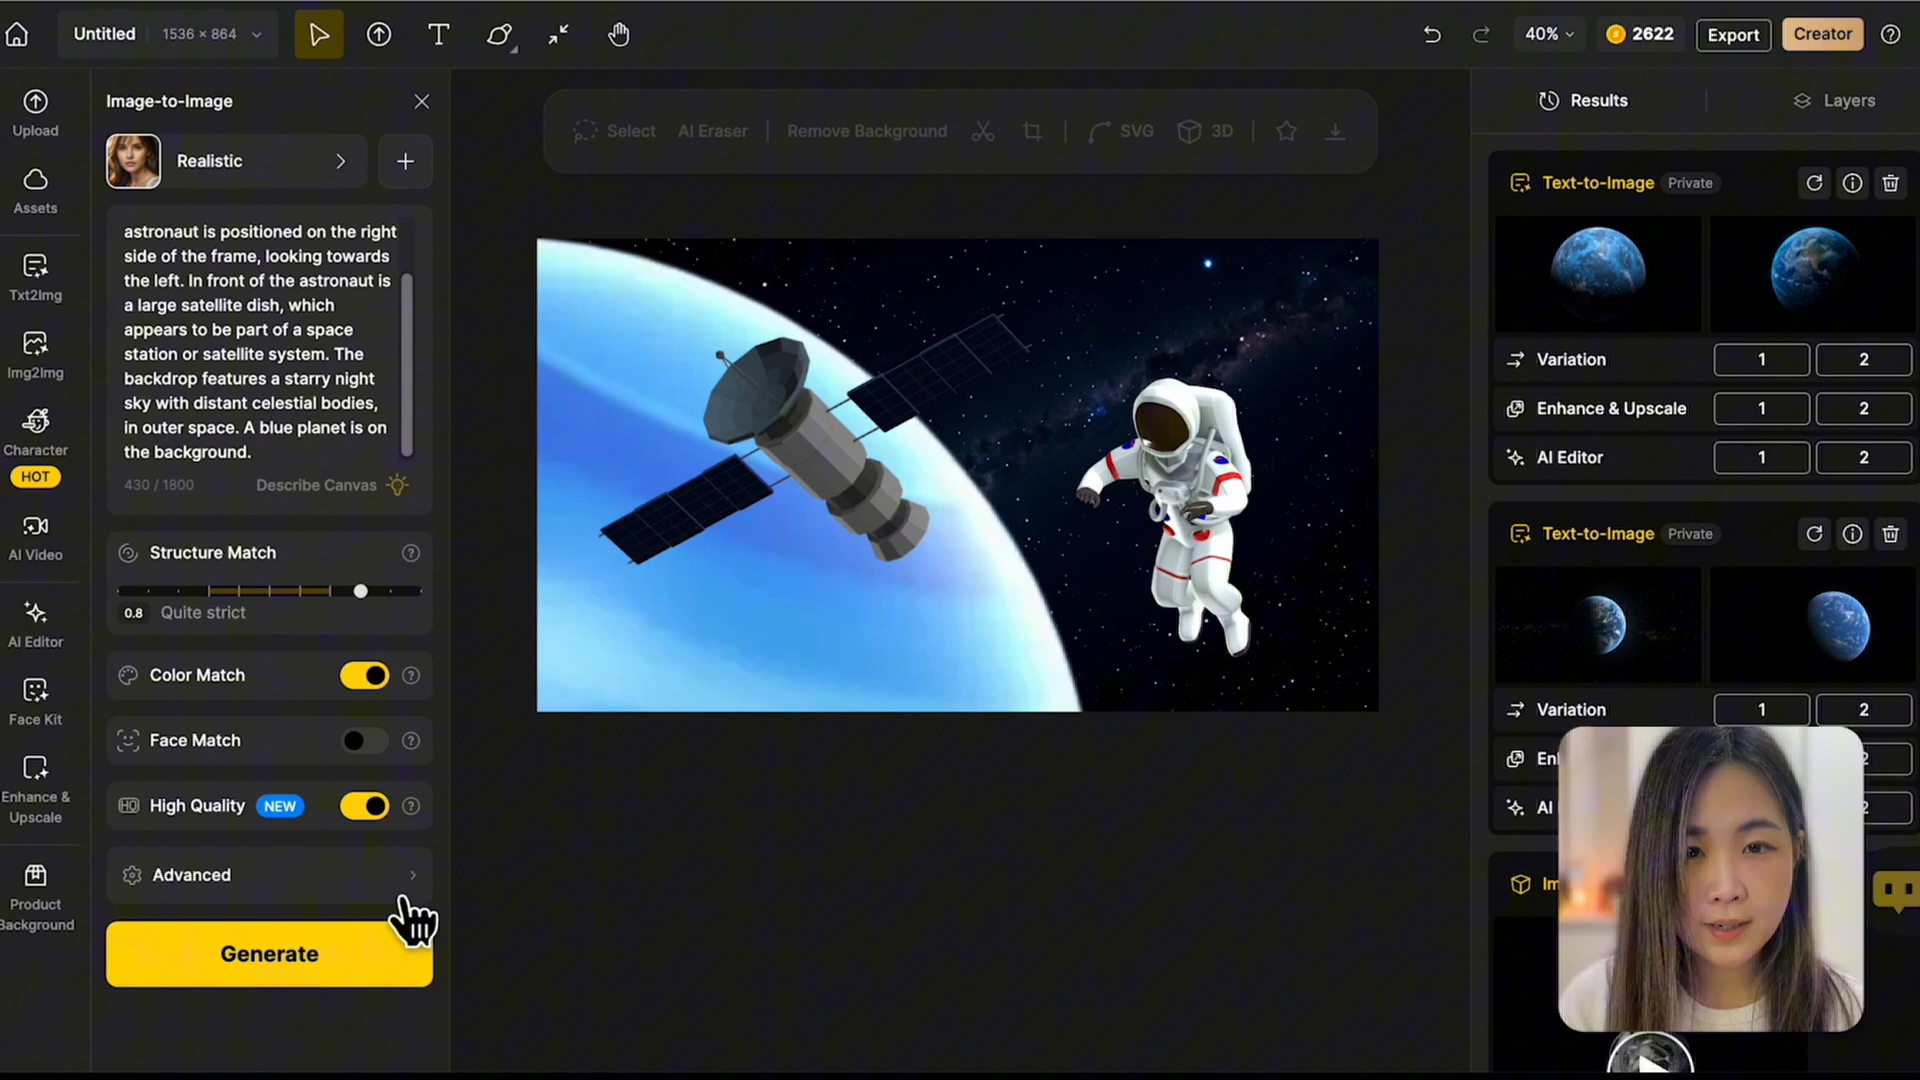 Untitled 1536 × 864
40% 2622 Export Creator
Upload
Assets
Txt2Img
Img2Img
Character
HOT
AI Video
AI Editor
Face Kit
Enhance &
Upscale
Product
Background
Image-to-Image
Realistic
astronaut is positioned on the right
side of the frame, looking towards
the left. In front of the astronaut is
a large satellite dish, which
appears to be part of a space
station or satellite system. The
backdrop features a starry night
sky with distant celestial bodies,
in outer space. A blue planet is on
the background.
430 / 1800 Describe Canvas
Structure Match
0.8 Quite strict
Color Match
Face Match
HQ High Quality NEW
Advanced
Generate
Select AI Eraser Remove Background SVG 3D
Results Layers
Text-to-Image Private
Variation 1 2
Enhance & Upscale 1 2
AI Editor 1 2
Text-to-Image Private
Variation 1 2
En 2
AI 2
Im